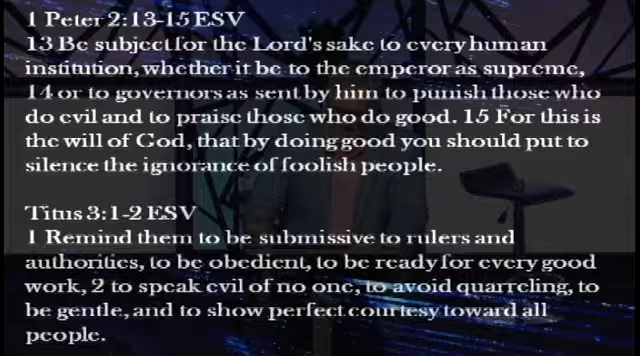 1 Peter 2:13-15 ESV
13 Be subject for the Lord's sake to every human
institution, whether it be to the emperor as supreme,
14 or to governors as sent by him to punish those who
do evil and to praise those who do good. 15 For this is
the will of God, that by doing good you should put to
silence the ignorance of foolish people.
Titus 3:1-2 ESV
1 Remind them to be submissive to rulers and
authorities, to be obedient, to be ready for every good
work, 2 to speak evil of no one, to avoid quarreling, to
be gentle, and to show perfect courtesy toward all
people.